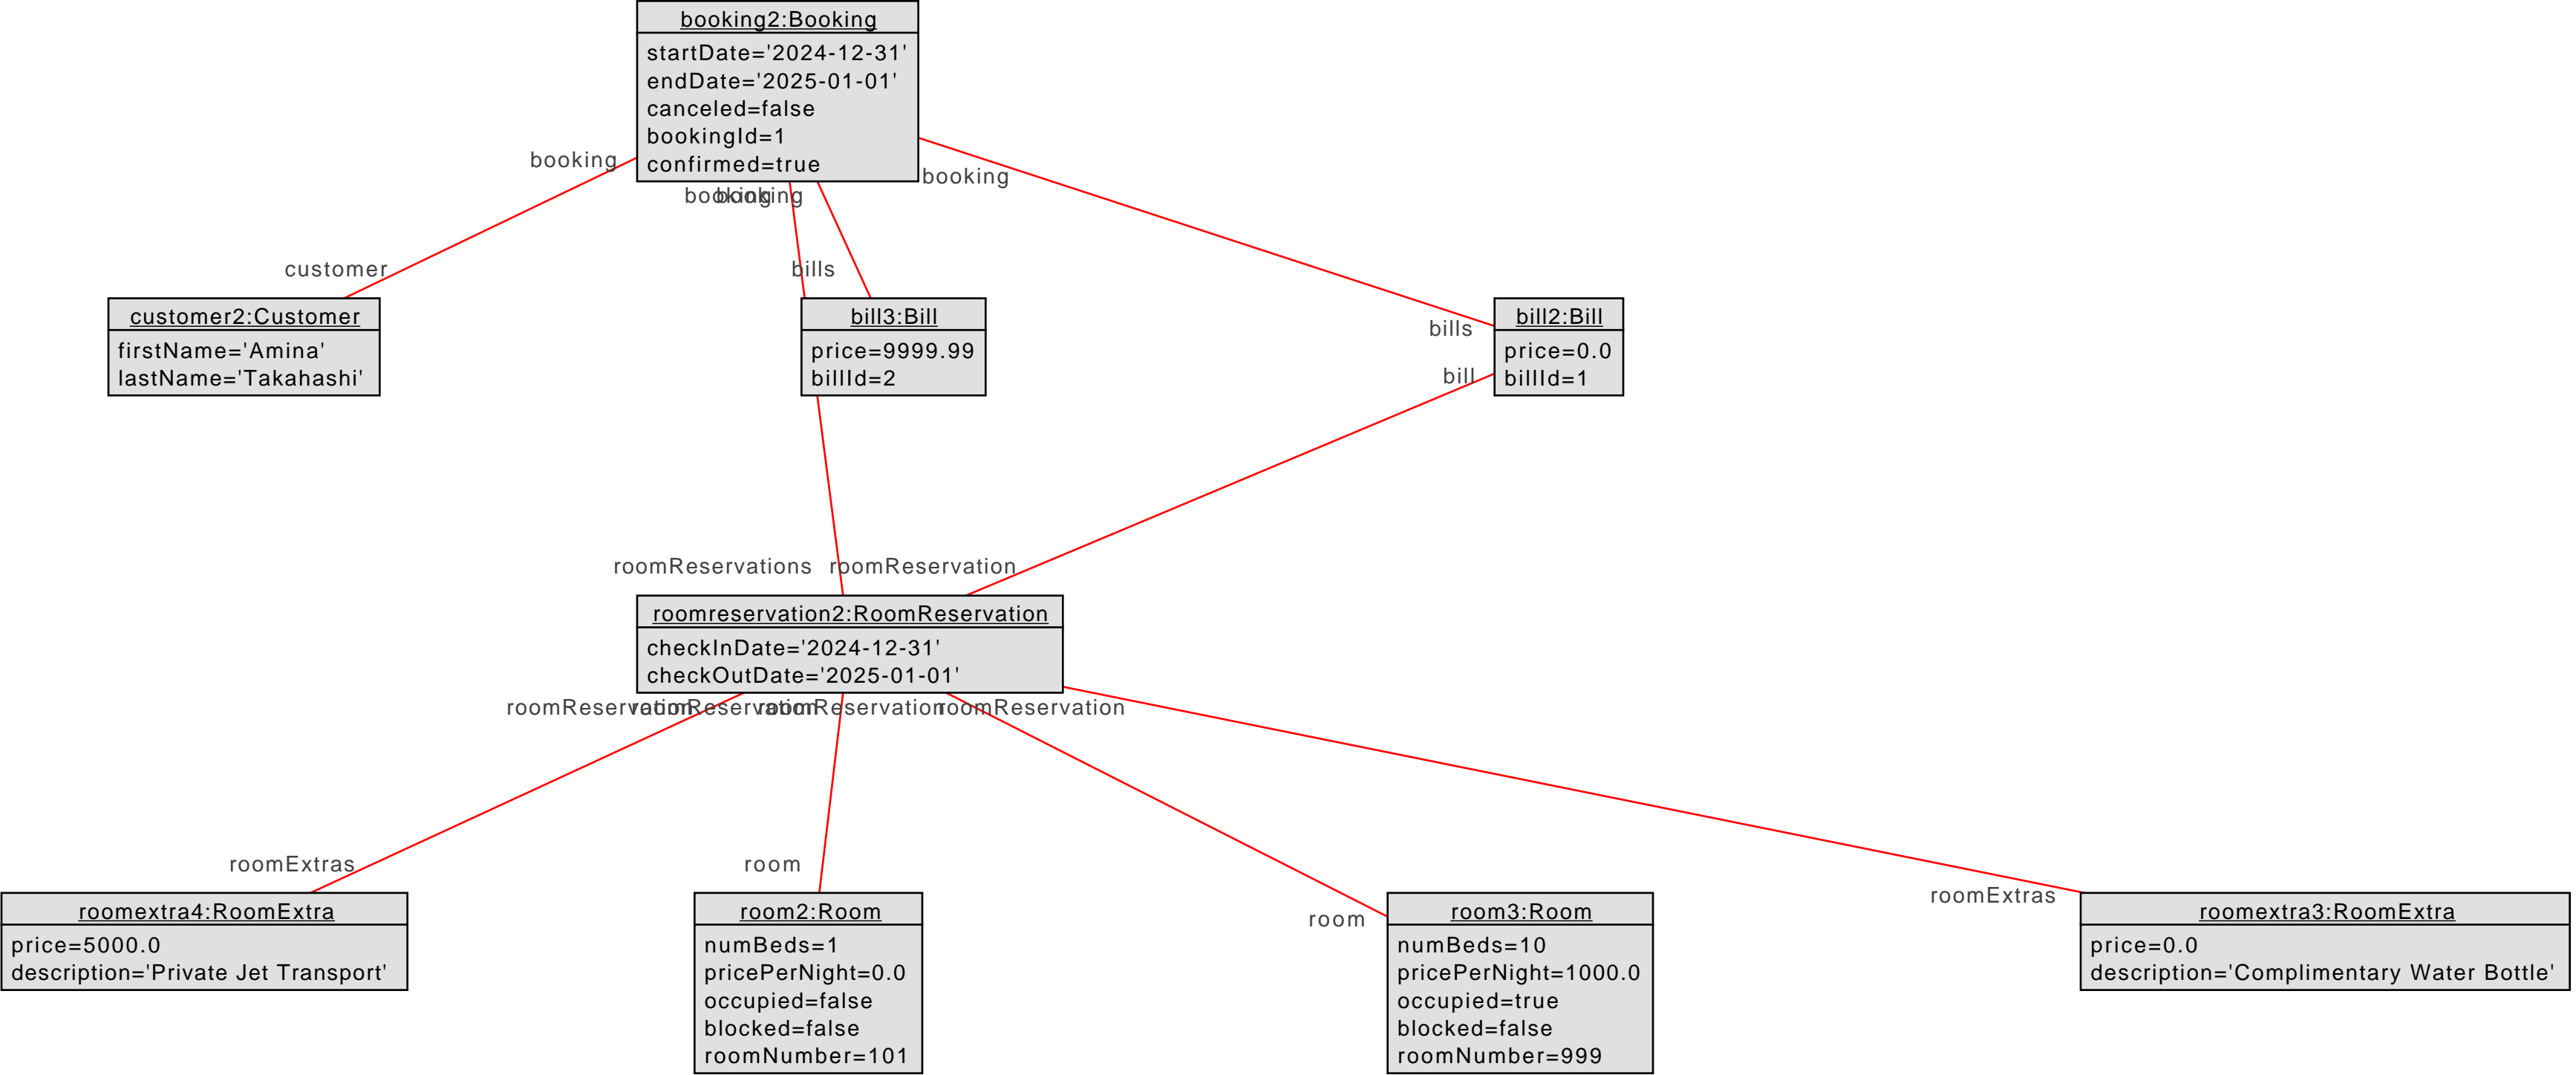 booking2:Booking
startDate='2024-12-31'
endDate='2025-01-01'
canceled=false
bookingId=1
confirmed=true
booking
booking
booking
booking
customer
bills
bills
bill
customer2:Customer
firstName='Amina'
lastName='Takahashi'
bill3:Bill
price=9999.99
billId=2
bill2:Bill
price=0.0
billId=1
roomReservations
roomReservation
roomreservation2:RoomReservation
checkInDate='2024-12-31'
checkOutDate='2025-01-01'
roomReservation
roomReservation
roomReservation
roomReservation
roomExtras
room
room
roomExtras
roomextra4:RoomExtra
price=5000.0
description='Private Jet Transport'
room2:Room
numBeds=1
pricePerNight=0.0
occupied=false
blocked=false
roomNumber=101
room3:Room
numBeds=10
pricePerNight=1000.0
occupied=true
blocked=false
roomNumber=999
roomextra3:RoomExtra
price=0.0
description='Complimentary Water Bottle'